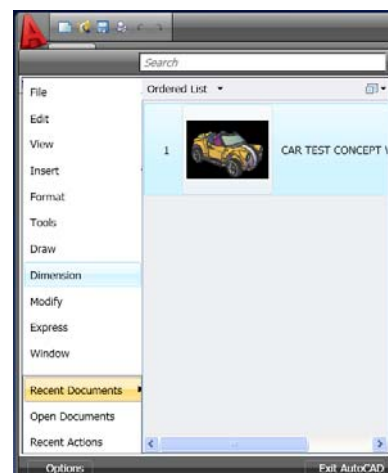 Search
File
Ordered List
Edit
View
Insert
Format
Tools
Draw
Dimension
Modify
Express
Window
Recent Documents
Open Documents
Recent Actions
1
CAR TEST CONCEPT
Options
Exit AutoCAD